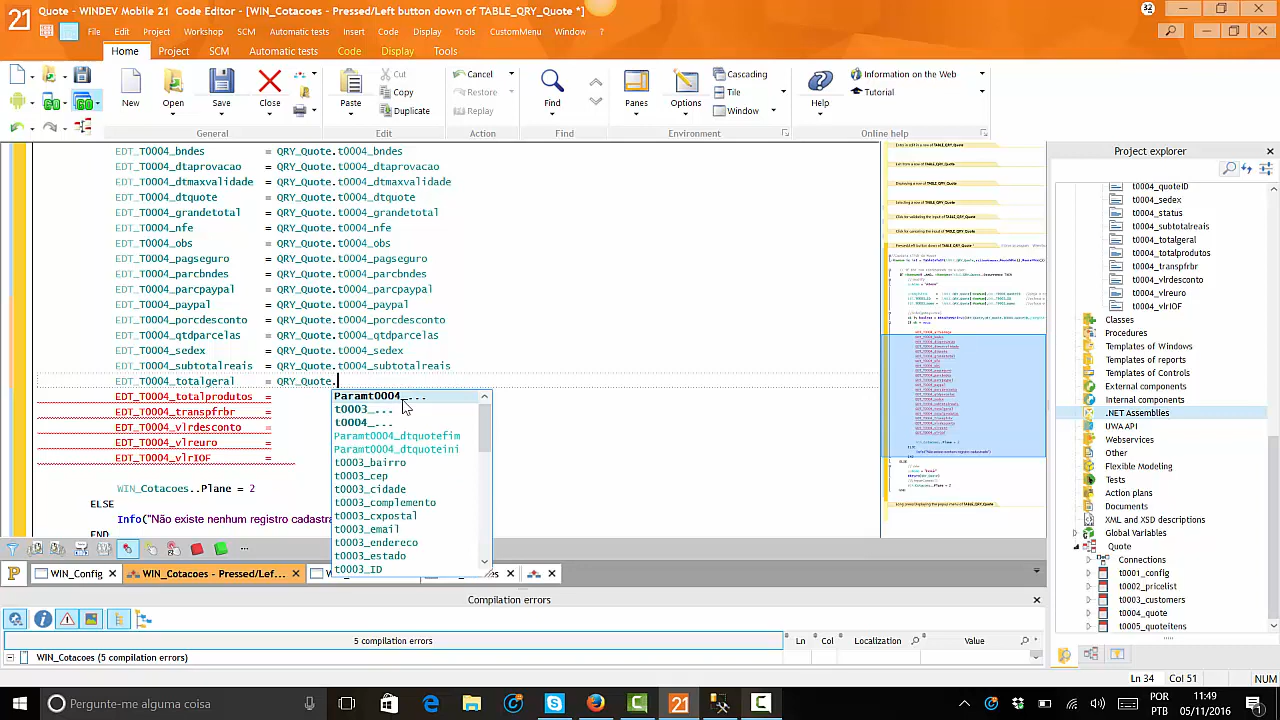 21 Quote - WINDEV Mobile 21 Code Editor - [WIN_Cotacoes - Pressed/Left button down of TABLE_QRY_Quote *] 32
File Edit Project Workshop SCM Automatic tests Insert Code Display Tools CustomMenu Window ?
Home Project SCM Automatic tests Code Display Tools
New Open Save Close
Paste Cut Copy Duplicate
Cancel Restore Replay
Find
Panes Options Cascading Tile Window
Help Information on the Web Tutorial
General Edit Action Find Environment Online help
EDT_T0004_bndes = QRY_Quote.t0004_bndes
EDT_T0004_dtaprovacao = QRY_Quote.t0004_dtaprovacao
EDT_T0004_dtmaxvalidade = QRY_Quote.t0004_dtmaxvalidade
EDT_T0004_dtquote = QRY_Quote.t0004_dtquote
EDT_T0004_grandetotal = QRY_Quote.t0004_grandetotal
EDT_T0004_nfe = QRY_Quote.t0004_nfe
EDT_T0004_obs = QRY_Quote.t0004_obs
EDT_T0004_pagseguro = QRY_Quote.t0004_pagseguro
EDT_T0004_parcbndes = QRY_Quote.t0004_parcbndes
EDT_T0004_parcpaypal = QRY_Quote.t0004_parcpaypal
EDT_T0004_paypal = QRY_Quote.t0004_paypal
EDT_T0004_porcdesconto = QRY_Quote.t0004_porcdesconto
EDT_T0004_qtdparcelas = QRY_Quote.t0004_qtdparcelas
EDT_T0004_sedex = QRY_Quote.t0004_sedex
EDT_T0004_subtotalreais = QRY_Quote.t0004_subtotalreais
EDT_T0004_totalgeral = QRY_Quote.
WIN_Cotacoes..Plane = 2
ELSE
Info("Não existe nenhum registro cadastra
END
t0003_...
t0004_...
Paramt0004_dtquotefim
Paramt0004_dtquoteini
t0003_bairro
t0003_cep
t0003_cidade
t0003_complemento
t0003_cxpostal
t0003_email
t0003_endereco
t0003_estado
t0003_ID
Project explorer
t0004_quoteID
t0004_sedex
t0004_status
t0004_subtotalreais
t0004_totalgeral
t0004_totalprodutos
t0004_transprbr
t0004_vlrdesconto
t0004_vlreuro
t0004_vlrIOF
Classes
Procedures
Templates of Windows
Templates of reports
Templates of Controls
External components
.NET Assemblies
UWA API
Webservices
Other
Flexible Modeling
Tests
Action plans
XML and XSD descriptions
Global Variables
Quote
Connections
t0001_config
t0002_pricelist
t0003_customers
t0004_quote
t0005_quoteitens
WIN_Config WIN_Cotacoes - Pressed/Left...
Compilation errors
5 compilation errors Ln Col Localization Value
WIN_Cotacoes (5 compilation errors)
Ln 34 Col 51 NUM
Pergunte-me alguma coisa
POR 11:49
PTB 05/11/2016